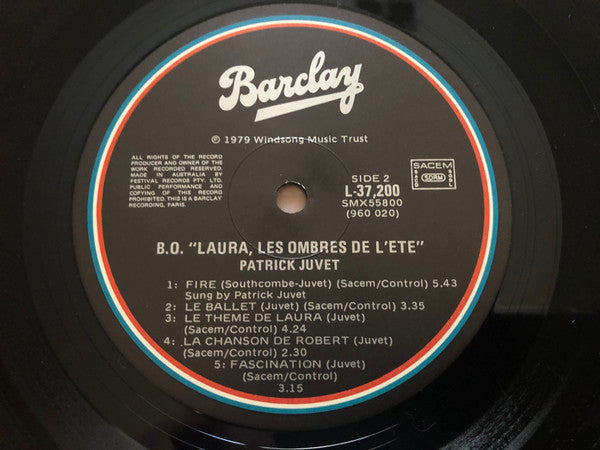 Barclay
℗ 1979 Windsong Music Trust
ALL RIGHTS OF THE RECORD
PRODUCER AND OWNER OF THE
WORK RECORDED RESERVED.
MADE IN AUSTRALIA BY
FESTIVAL RECORDS PTY. LTD.
PUBLIC PERFORMANCE AND
COPYING OF THIS RECORD
PROHIBITED. THIS IS A BARCLAY
RECORDING, PARIS.
SIDE 2
L-37,200
SMX55800
(960 020)
SACEM
SDRM
B.O. "LAURA, LES OMBRES DE L'ETE"
PATRICK JUVET
1: FIRE (Southcombe-Juvet) (Sacem/Control) 5.43
Sung by Patrick Juvet
2: LE BALLET (Juvet) (Sacem/Control) 3.35
3: LE THEME DE LAURA (Juvet)
(Sacem/Control) 4.24
4: LA CHANSON DE ROBERT (Juvet)
(Sacem/Control) 2.30
5: FASCINATION (Juvet)
(Sacem/Control)
3.15